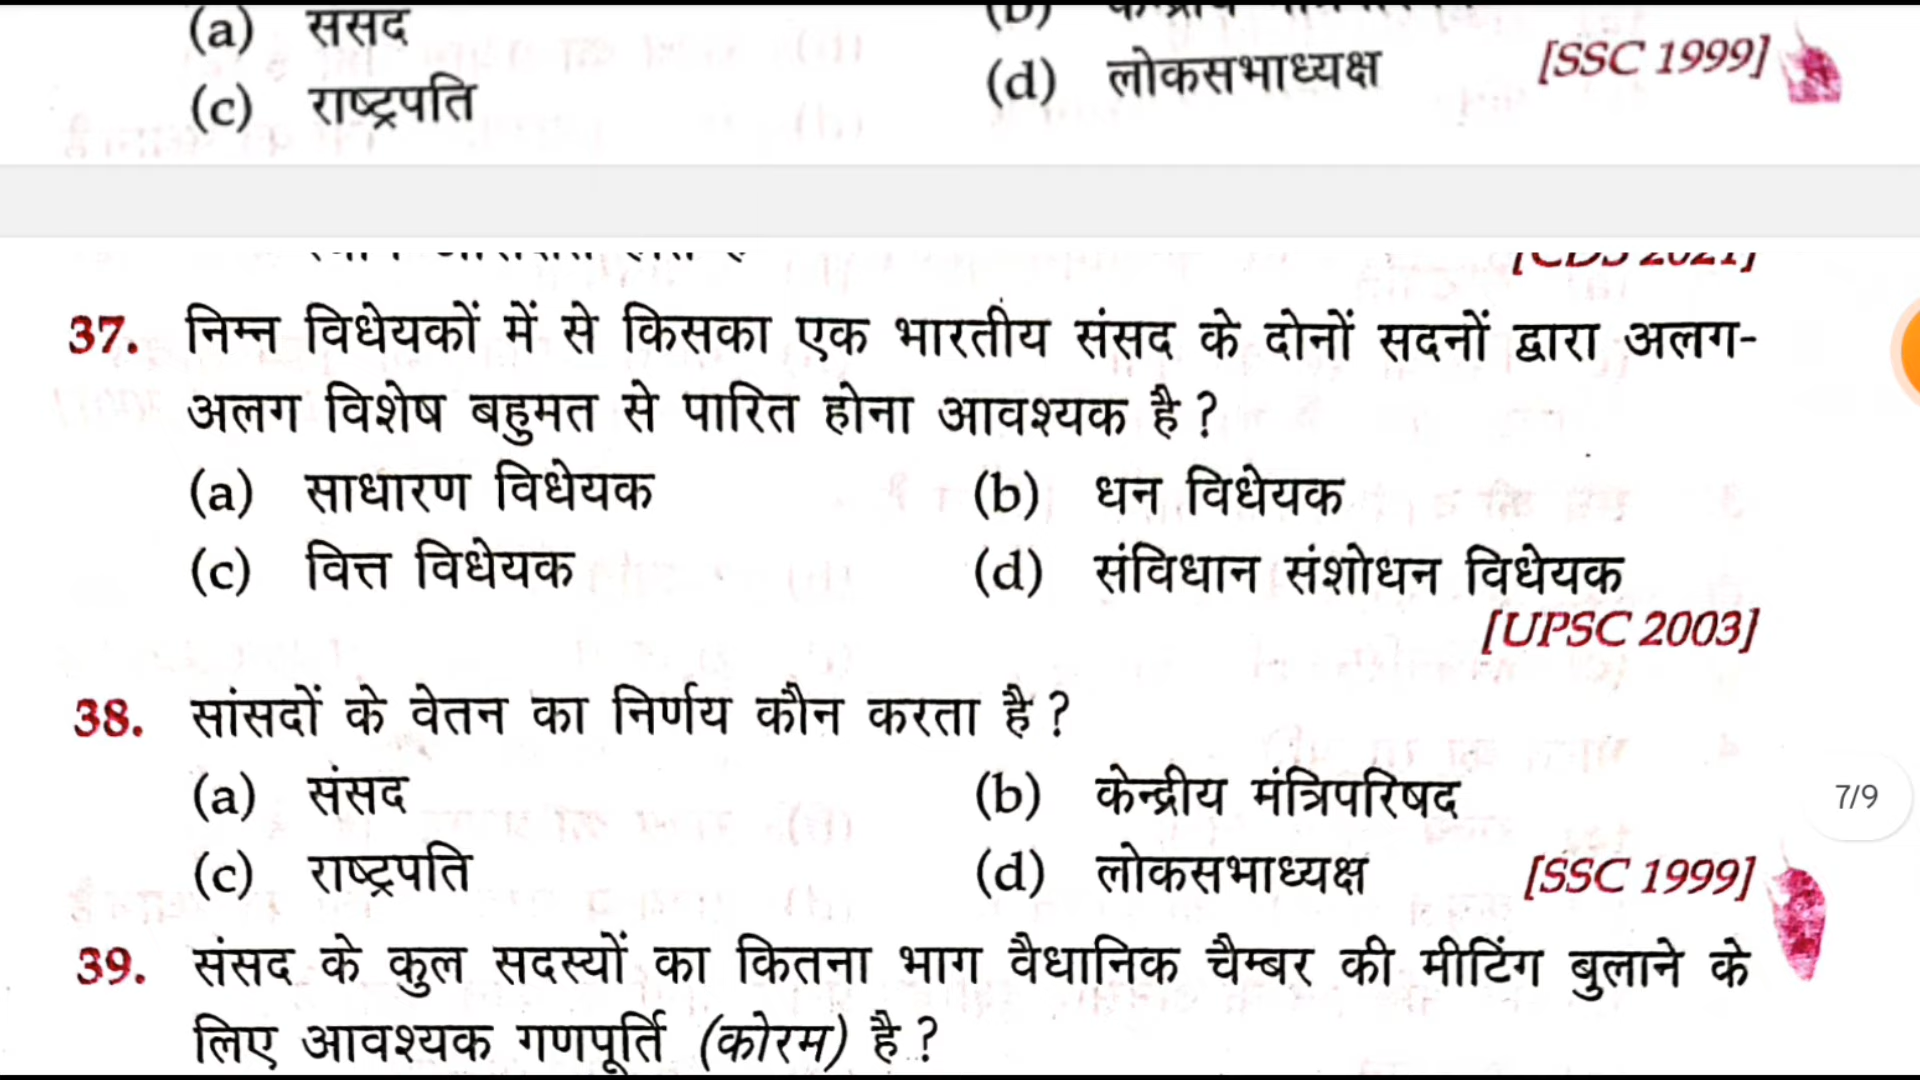 (a) संसद
(c) राष्ट्रपति
(d) लोकसभाध्यक्ष [SSC 1999]
[CDS 2021]
37. निम्न विधेयकों में से किसका एक भारतीय संसद के दोनों सदनों द्वारा अलग-
अलग विशेष बहुमत से पारित होना आवश्यक है ?
(a) साधारण विधेयक (b) धन विधेयक
(c) वित्त विधेयक (d) संविधान संशोधन विधेयक
[UPSC 2003]
38. सांसदों के वेतन का निर्णय कौन करता है ?
(a) संसद (b) केन्द्रीय मंत्रिपरिषद
(c) राष्ट्रपति (d) लोकसभाध्यक्ष [SSC 1999]
7/9
39. संसद के कुल सदस्यों का कितना भाग वैधानिक चैम्बर की मीटिंग बुलाने के
लिए आवश्यक गणपूर्ति (कोरम) है ?